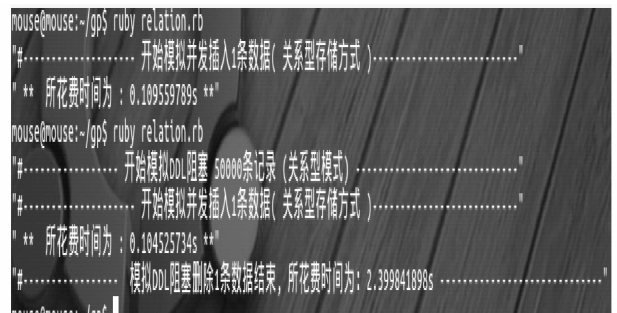 mouse@mouse:~/gp$ ruby relation.rb
"#------------------ 开始模拟并发插入1条数据( 关系型存储方式 )-----------------------"
" ** 所花费时间为 : 0.109559789s **"
mouse@mouse:~/gp$ ruby relation.rb
"#--------------- 开始模拟DDL阻塞 50000条记录 (关系型模式) --------------------------"
"#------------------ 开始模拟并发插入1条数据( 关系型存储方式 )-----------------------"
" ** 所花费时间为 : 0.104525734s **"
"#---------------- 模拟DDL阻塞删除1条数据结束, 所花费时间为: 2.399841898s --------------------------"
mouse@mouse:~/gp$